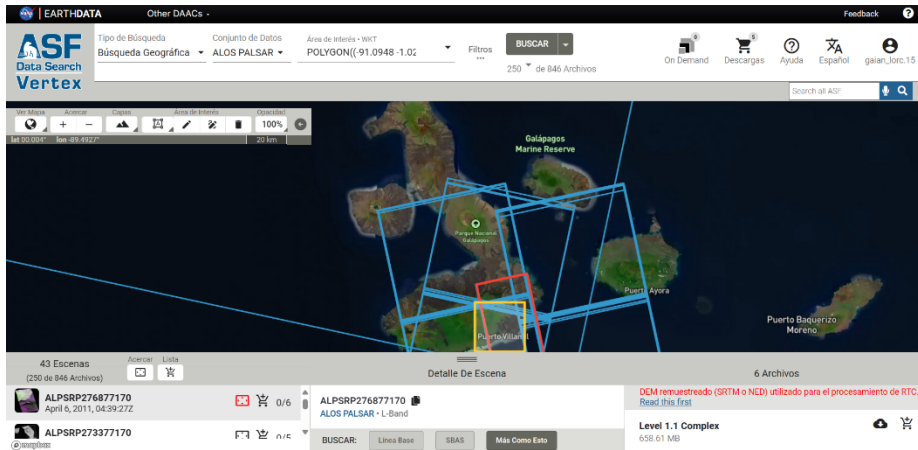 EARTHDATA Other DAACs
Feedback
ASF
Data Search
Vertex
Tipo de Búsqueda
Búsqueda Geográfica
Conjunto de Datos
ALOS PALSAR
Área de Interés • WKT
POLYGON((-91.0948 -1.02
Filtros
BUSCAR
250 de 846 Archivos
0
On Demand
5
Descargas
Ayuda
Español
gaian_lorc.15
Search all ASF
Ver Mapa Acercar Capas Área de Interés Opacidad
+ − 100%
lat 00.004° lon -89.4927° 20 km
Galápagos
Marine Reserve
Parque Nacional
Galápagos
Puerto Ayora
Puerto Villamil
Puerto Baquerizo
Moreno
43 Escenas
(250 de 846 Archivos)
Acercar Lista
Detalle De Escena
6 Archivos
ALPSRP276877170
April 6, 2011, 04:39:27Z
0/6
ALPSRP273377170
0/5
mapbox
ALPSRP276877170
ALOS PALSAR • L-Band
BUSCAR: Línea Base SBAS Más Como Esto
DEM remuestreado (SRTM o NED) utilizado para el procesamiento de RTC.
Read this first
Level 1.1 Complex
658.61 MB